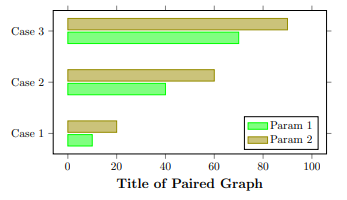 Case 3
Case 2
Case 1
Param 1
Param 2
0 20 40 60 80 100
Title of Paired Graph